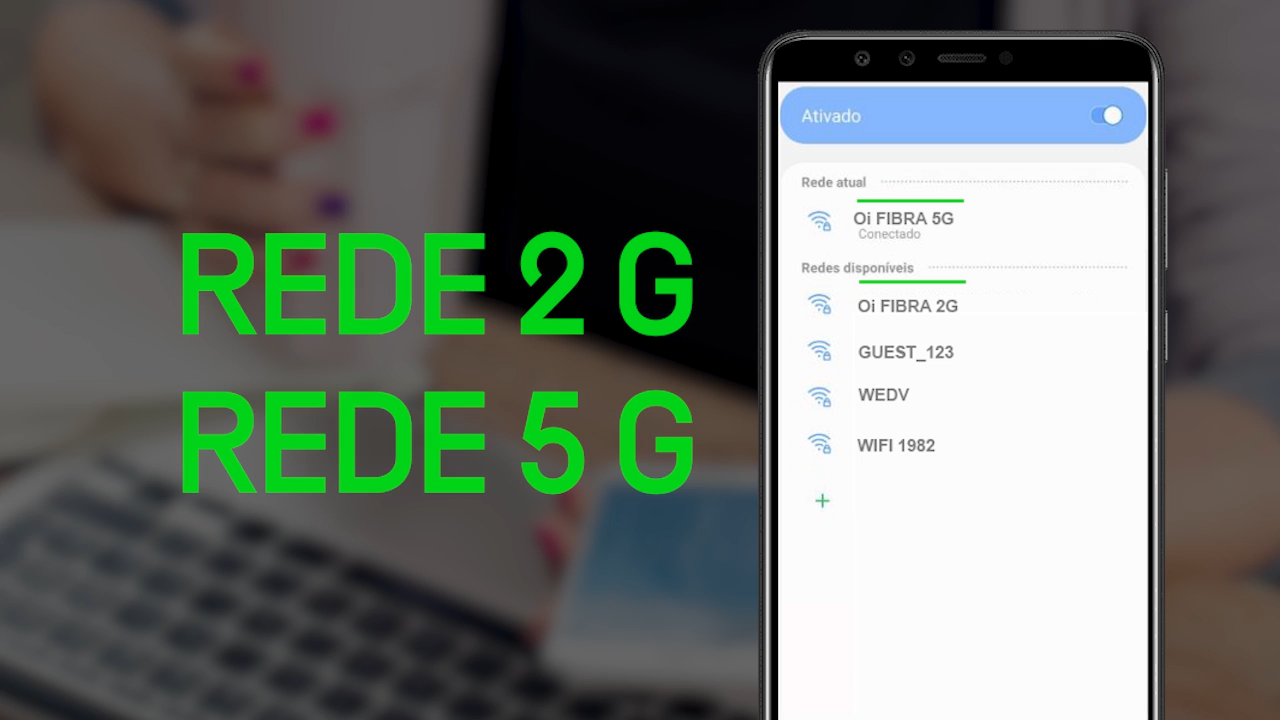 REDE 2 G
REDE 5 G
Ativado
Rede atual
Oi FIBRA 5G
Conectado
Redes disponíveis
Oi FIBRA 2G
GUEST_123
WEDV
WIFI 1982
+